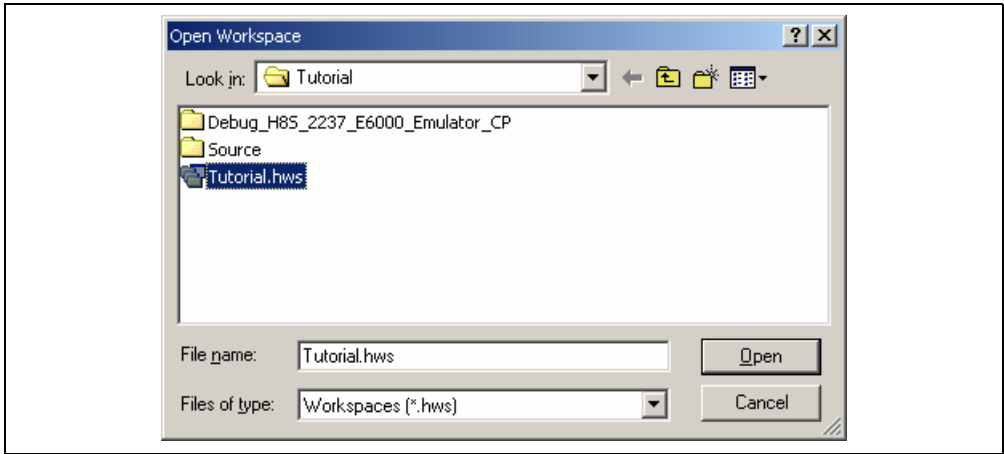 Open Workspace
Look in: Tutorial
Debug_H8S_2237_E6000_Emulator_CP
Source
Tutorial.hws
File name: Tutorial.hws Open
Files of type: Workspaces (*.hws) Cancel